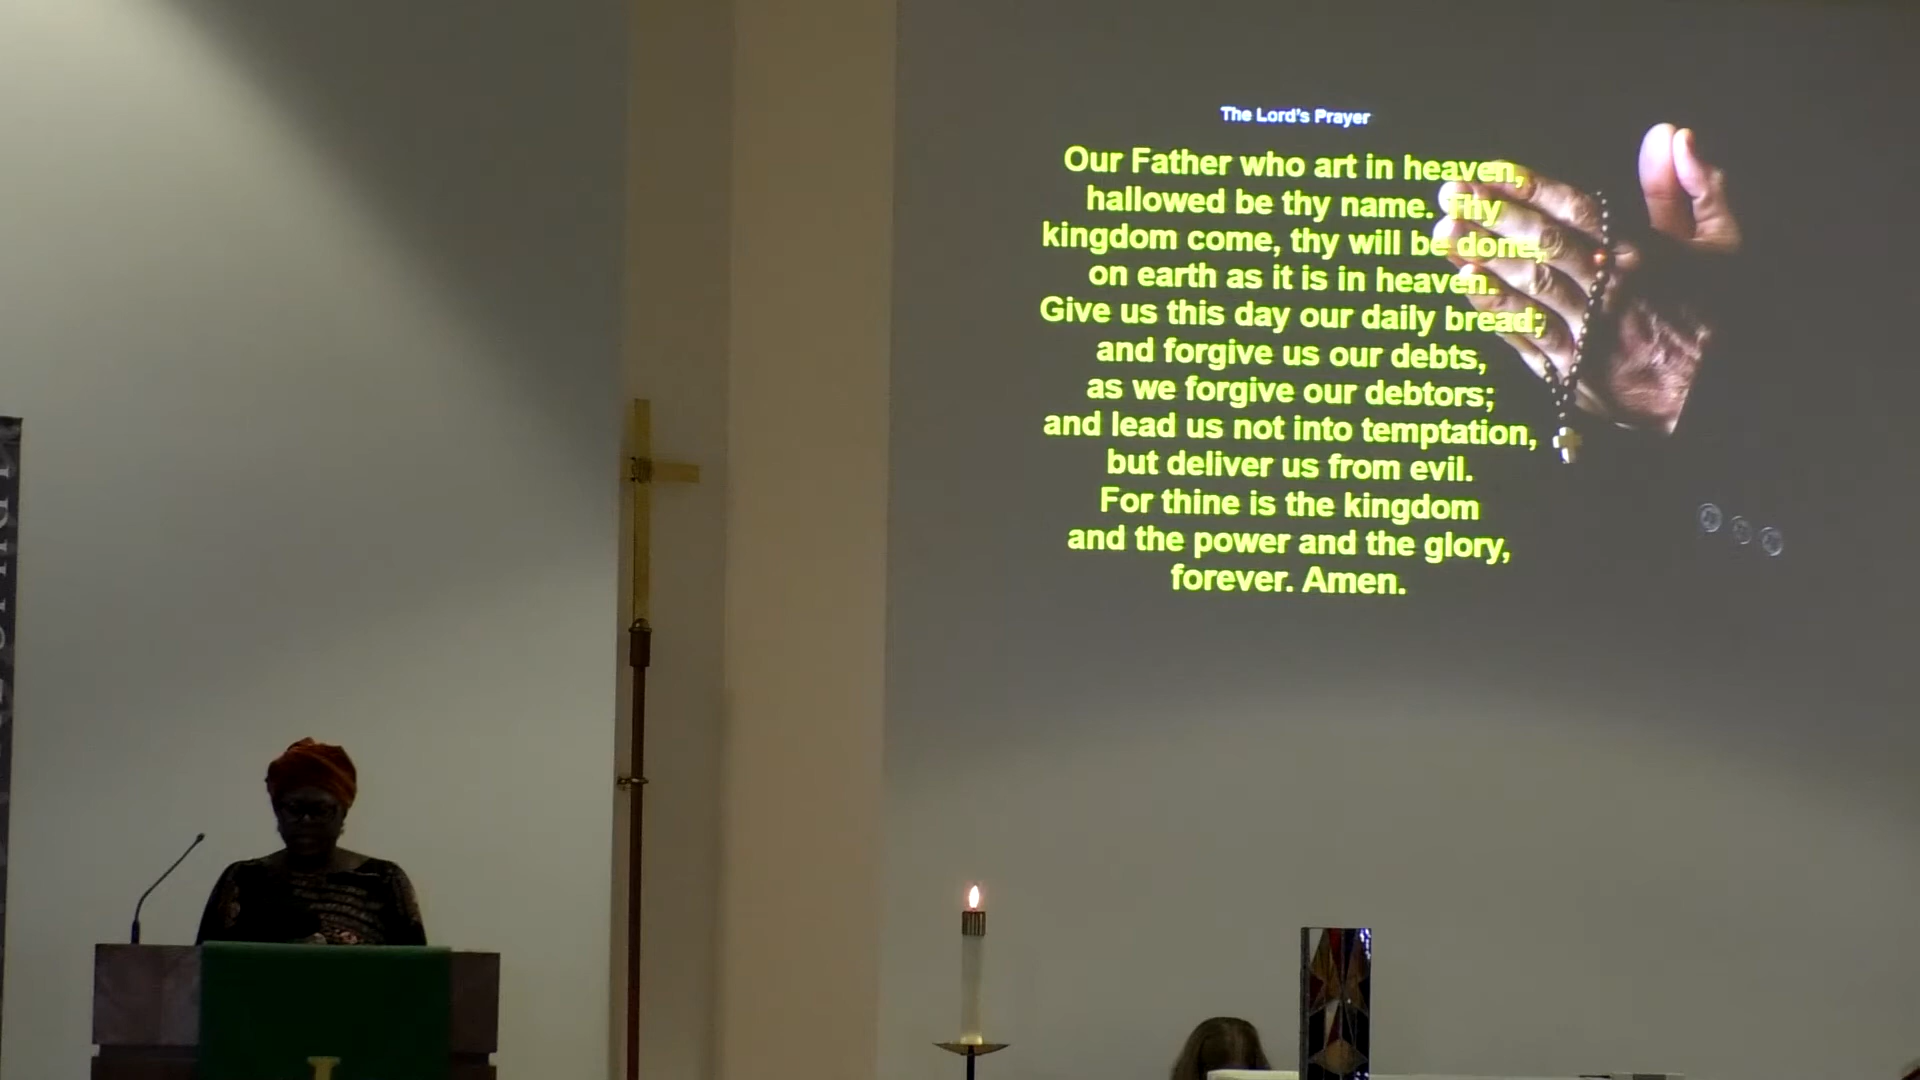 The Lord's Prayer
Our Father who art in heaven,
hallowed be thy name. Thy
kingdom come, thy will be done,
on earth as it is in heaven.
Give us this day our daily bread;
and forgive us our debts,
as we forgive our debtors;
and lead us not into temptation,
but deliver us from evil.
For thine is the kingdom
and the power and the glory,
forever. Amen.